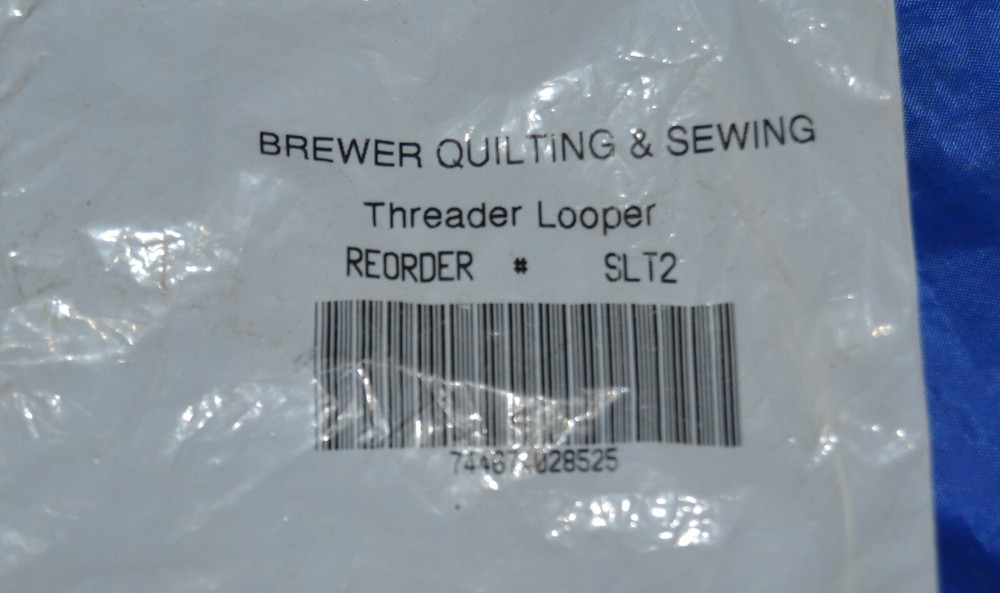 BREWER QUILTING & SEWING
Threader Looper
REORDER # SLT2